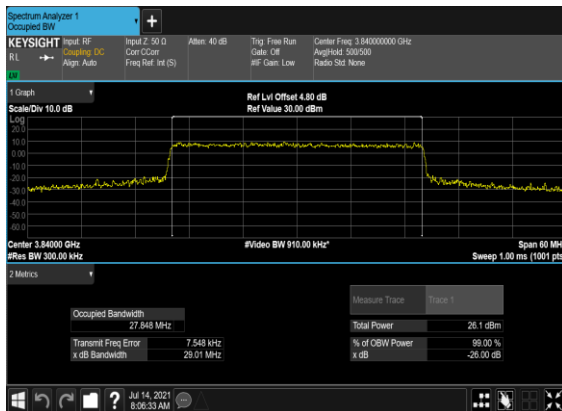 Spectrum Analyzer 1
Occupied BW
+
KEYSIGHT Input: RF Input Z: 50 Ω Atten: 40 dB Trig: Free Run Center Freq: 3.840000000 GHz
RL Coupling: DC Corr CCorr Gate: Off Avg|Hold: 500/500
Align: Auto Freq Ref: Int (S) #IF Gain: Low Radio Std: None
1 Graph
Ref Lvl Offset 4.80 dB
Scale/Div 10.0 dB Ref Value 30.00 dBm
Log
20.0
10.0
0.00
-10.0
-20.0
-30.0
-40.0
-50.0
-60.0
Center 3.84000 GHz #Video BW 910.00 kHz* Span 60 MH
#Res BW 300.00 kHz Sweep 1.00 ms (1001 pts
2 Metrics
Measure Trace Trace 1
Occupied Bandwidth
27.848 MHz
Total Power 26.1 dBm
Transmit Freq Error 7.548 kHz % of OBW Power 99.00 %
x dB Bandwidth 29.01 MHz x dB -26.00 dB
?
Jul 14, 2021
8:06:33 AM